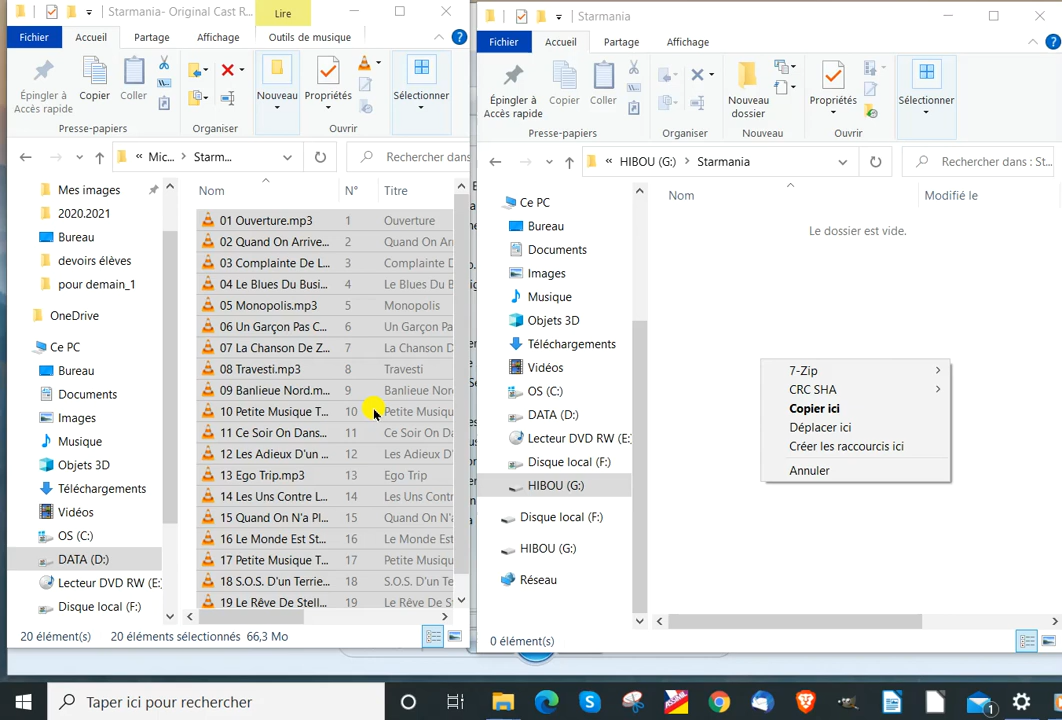 Starmania- Original Cast R...
Lire
Fichier
Accueil
Partage
Affichage
Outils de musique
Épingler à
Accès rapide
Copier
Coller
Nouveau
Propriétés
Sélectionner
Presse-papiers
Organiser
Ouvrir
« Mic... > Starm...
Rechercher dans
Mes images
2020.2021
Bureau
devoirs élèves
pour demain_1
OneDrive
Ce PC
Bureau
Documents
Images
Musique
Objets 3D
Téléchargements
Vidéos
OS (C:)
DATA (D:)
Lecteur DVD RW (E:
Disque local (F:)
Nom N° Titre
01 Ouverture.mp3 1 Ouverture
02 Quand On Arrive... 2 Quand On Arr
03 Complainte De L... 3 Complainte D
04 Le Blues Du Busi... 4 Le Blues Du B
05 Monopolis.mp3 5 Monopolis
06 Un Garçon Pas C... 6 Un Garçon Pa
07 La Chanson De Z... 7 La Chanson D
08 Travesti.mp3 8 Travesti
09 Banlieue Nord.m... 9 Banlieue Nor
10 Petite Musique T... 10 Petite Musiqu
11 Ce Soir On Dans... 11 Ce Soir On Da
12 Les Adieux D'un ... 12 Les Adieux D'
13 Ego Trip.mp3 13 Ego Trip
14 Les Uns Contre L... 14 Les Uns Cont
15 Quand On N'a Pl... 15 Quand On N'
16 Le Monde Est St... 16 Le Monde Est
17 Petite Musique T... 17 Petite Musiqu
18 S.O.S. D'un Terrie... 18 S.O.S. D'un Te
19 Le Rêve De Stell... 19 Le Rêve De St
20 élément(s) 20 éléments sélectionnés 66,3 Mo
Starmania
Fichier
Accueil
Partage
Affichage
Épingler à
Accès rapide
Copier
Coller
Nouveau
dossier
Propriétés
Sélectionner
Presse-papiers
Organiser
Nouveau
Ouvrir
« HIBOU (G:) > Starmania
Rechercher dans : St...
Nom
Modifié le
Le dossier est vide.
Ce PC
Bureau
Documents
Images
Musique
Objets 3D
Téléchargements
Vidéos
OS (C:)
DATA (D:)
Lecteur DVD RW (E:
Disque local (F:)
HIBOU (G:)
Disque local (F:)
HIBOU (G:)
Réseau
7-Zip
CRC SHA
Copier ici
Déplacer ici
Créer les raccourcis ici
Annuler
0 élément(s)
Taper ici pour rechercher
1